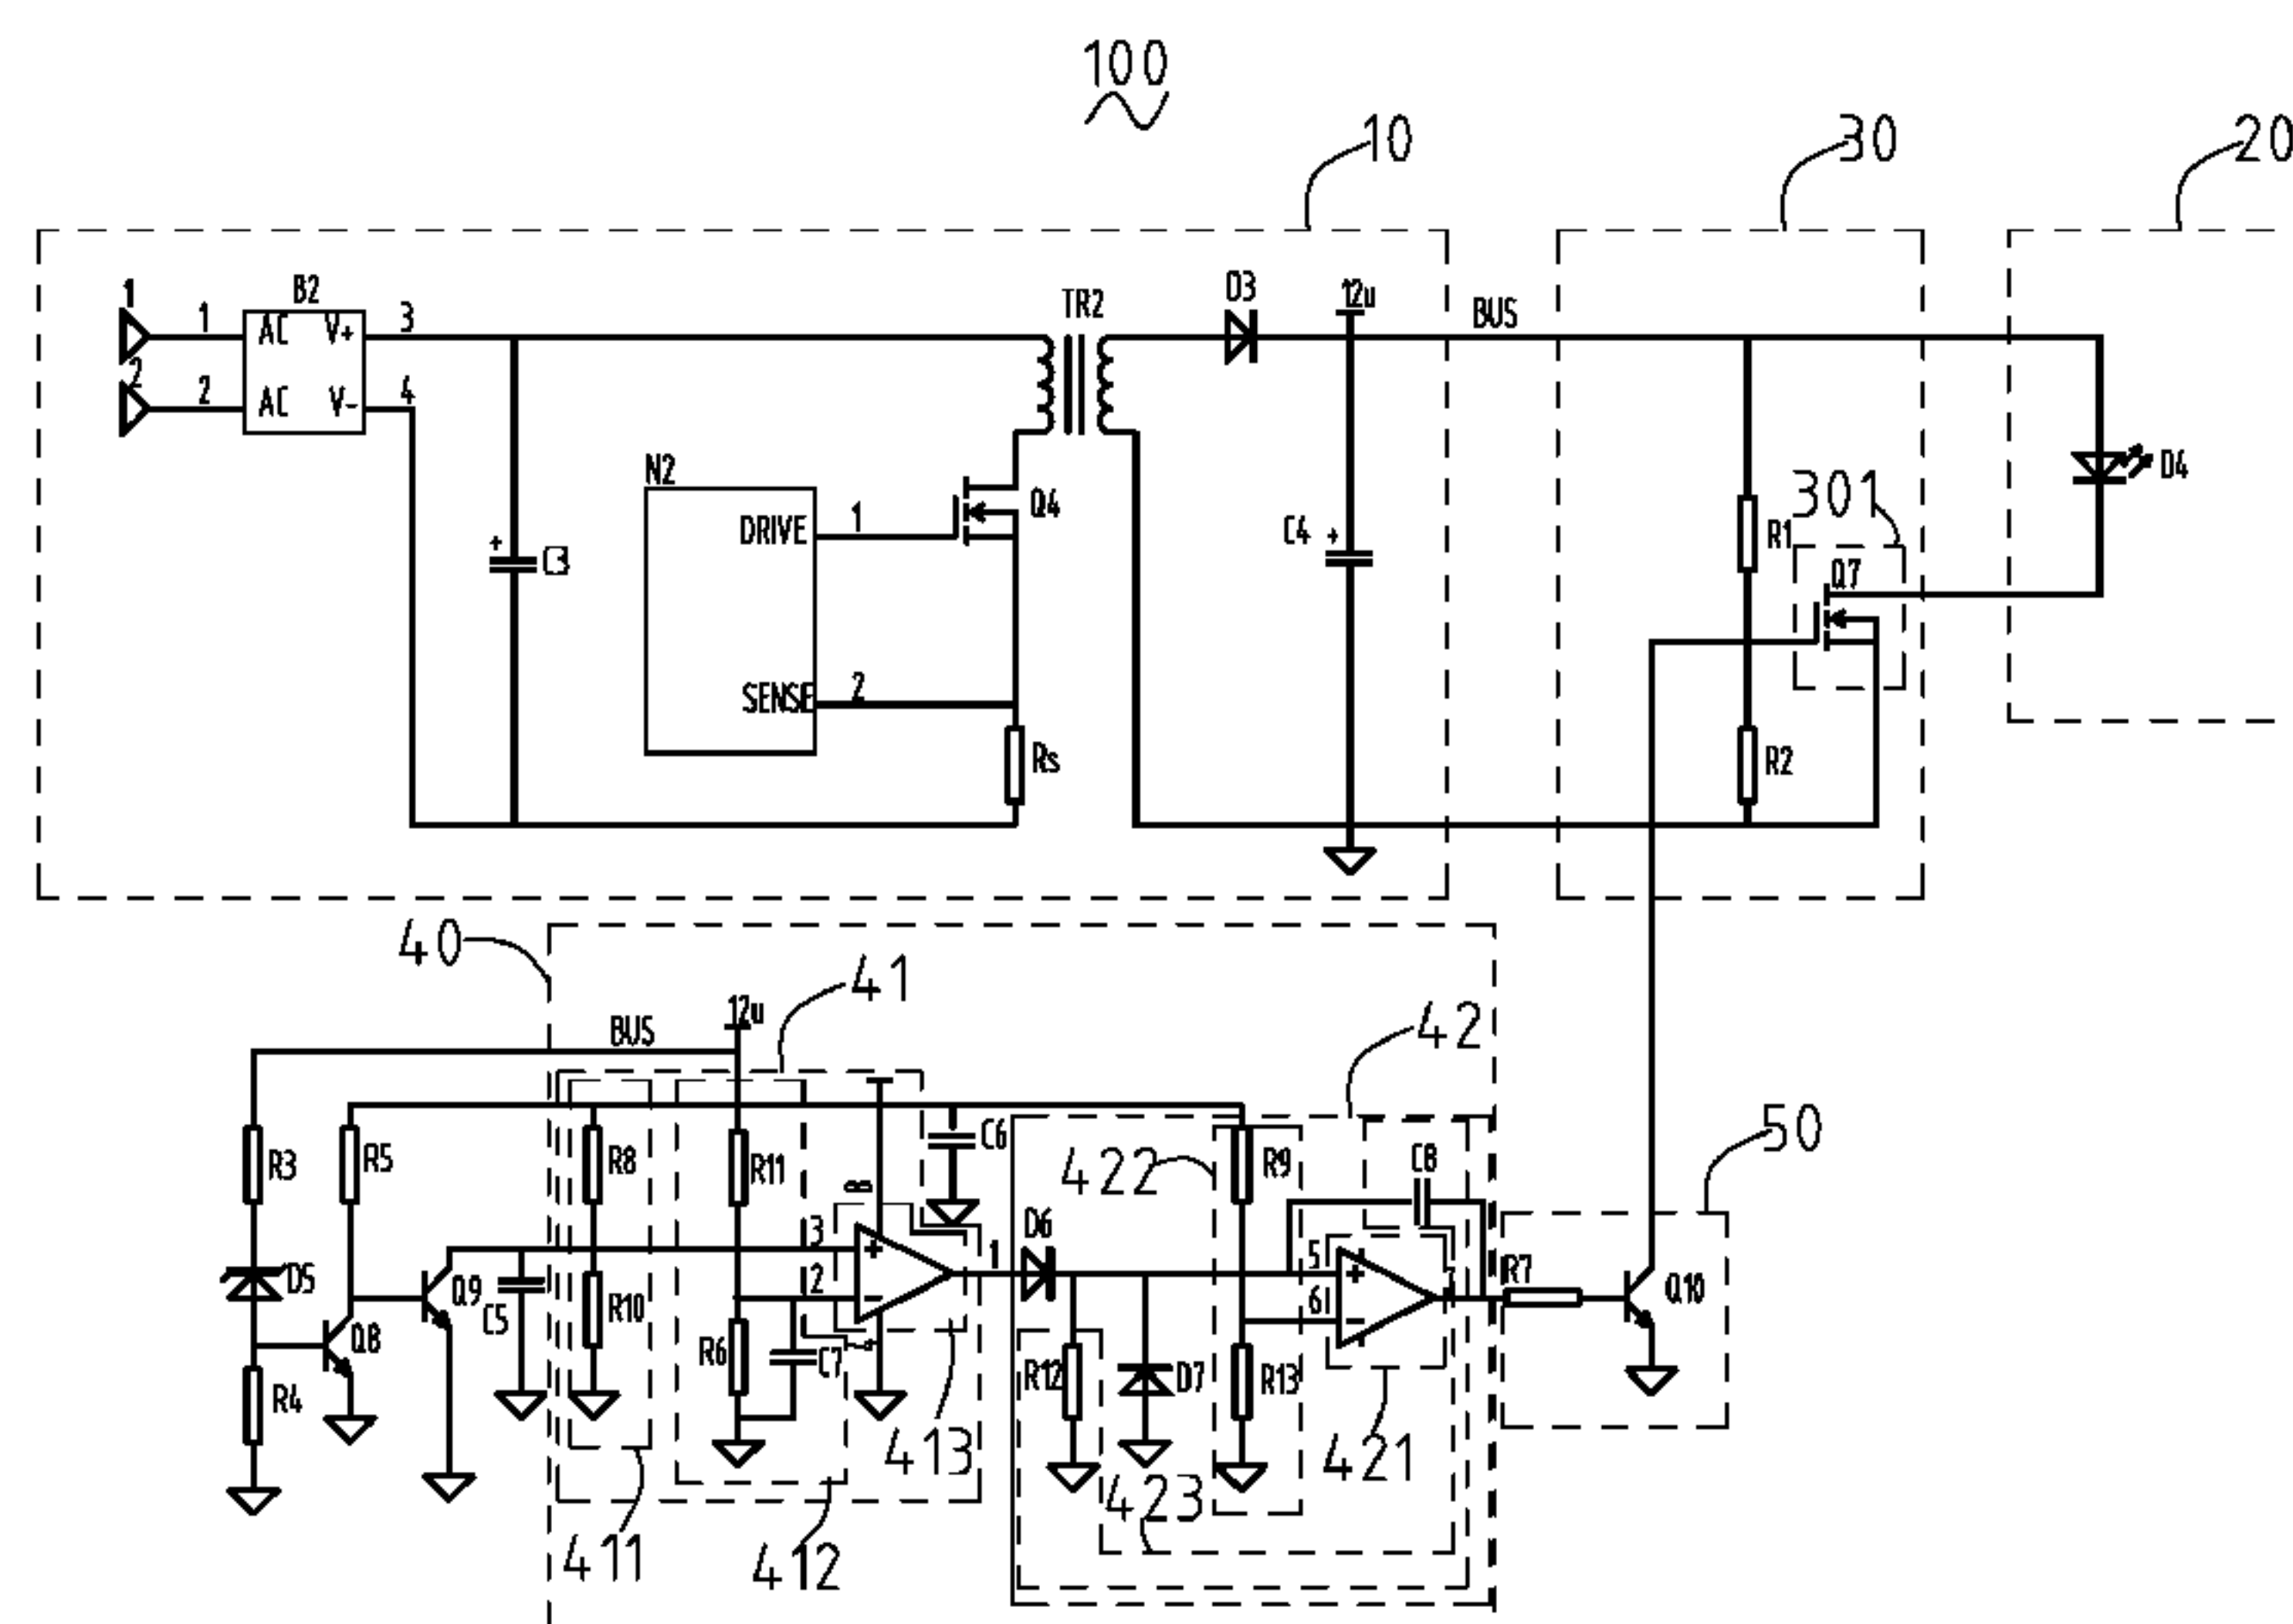 100
10
30
20
1
B2
1
AC
V+
3
2
2
AC
V-
4
TR2
D3
12u
BUS
N2
DRIVE
1
Q4
C3
+
SENSE
2
Rs
C4
+
R1
301
Q7
D4
R2
40
41
12u
BUS
42
50
R3
R5
R8
R11
8
C6
422
R9
C8
D5
Q9
C5
R10
3
2
1
D6
5
6
7
R7
Q10
Q8
R6
C7
4
R4
R12
D7
R13
413
421
423
411
412